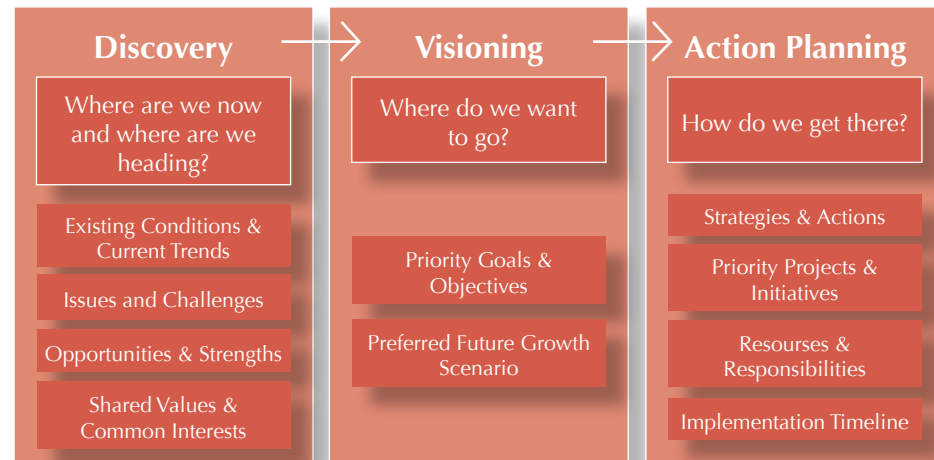 Discovery
Where are we now
and where are we
heading?
Existing Conditions &
Current Trends
Issues and Challenges
Opportunities & Strengths
Shared Values &
Common Interests
Visioning
Where do we want
to go?
Priority Goals &
Objectives
Preferred Future Growth
Scenario
Action Planning
How do we get there?
Strategies & Actions
Priority Projects &
Initiatives
Resourses &
Responsibilities
Implementation Timeline